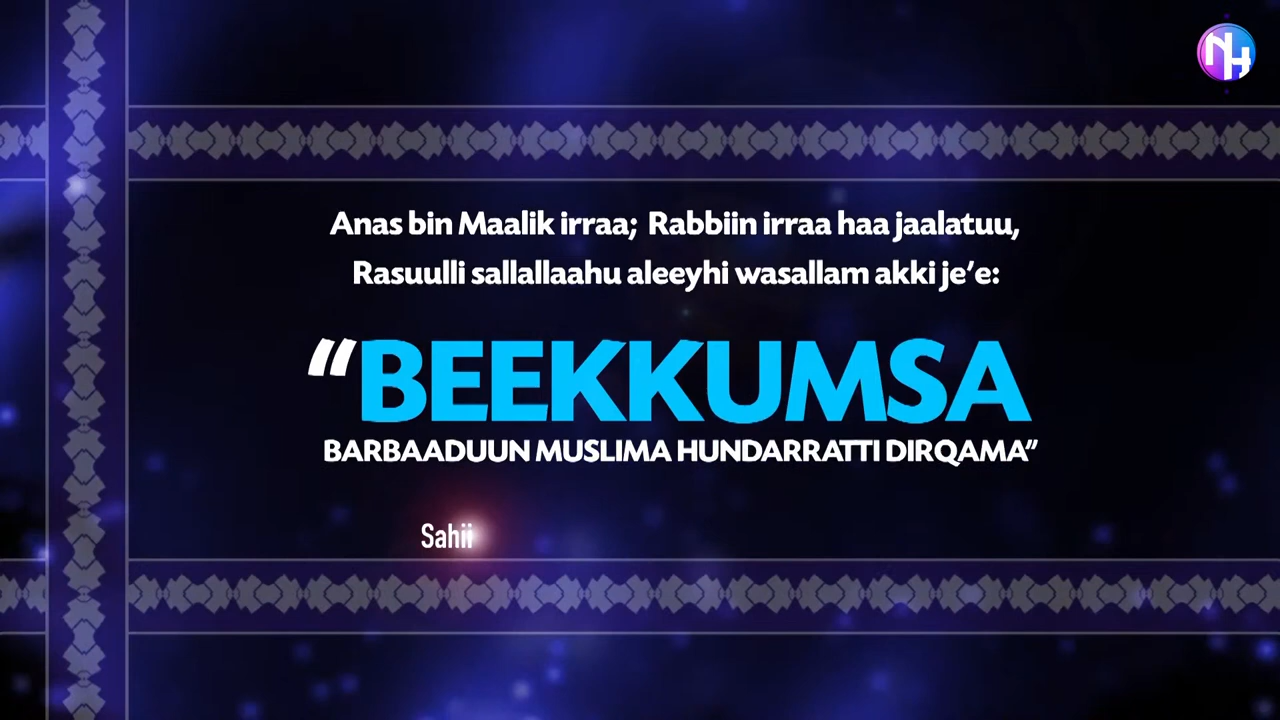 NH
Anas bin Maalik irraa; Rabbiin irraa haa jaalatuu,
Rasuulli sallallaahu aleeyhi wasallam akki je’e:
“BEEKKUMSA
BARBAADUUN MUSLIMA HUNDARRATTI DIRQAMA”
Sahii